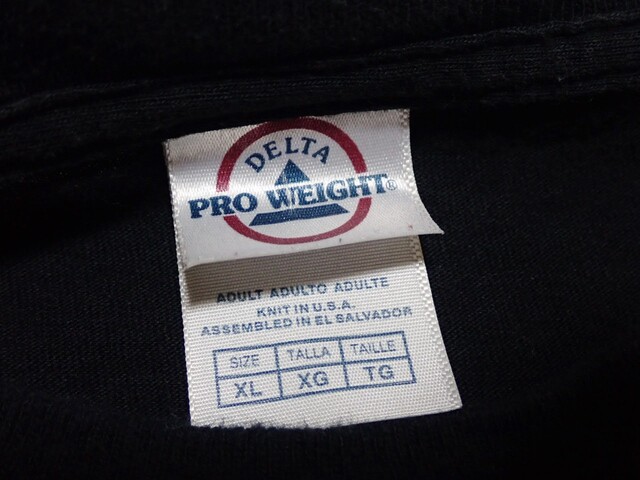 DELTA
PRO WEIGHT®
ADULT ADULTO ADULTE
KNIT IN U.S.A.
ASSEMBLED IN EL SALVADOR
SIZE TALLA TAILLE
XL XG TG